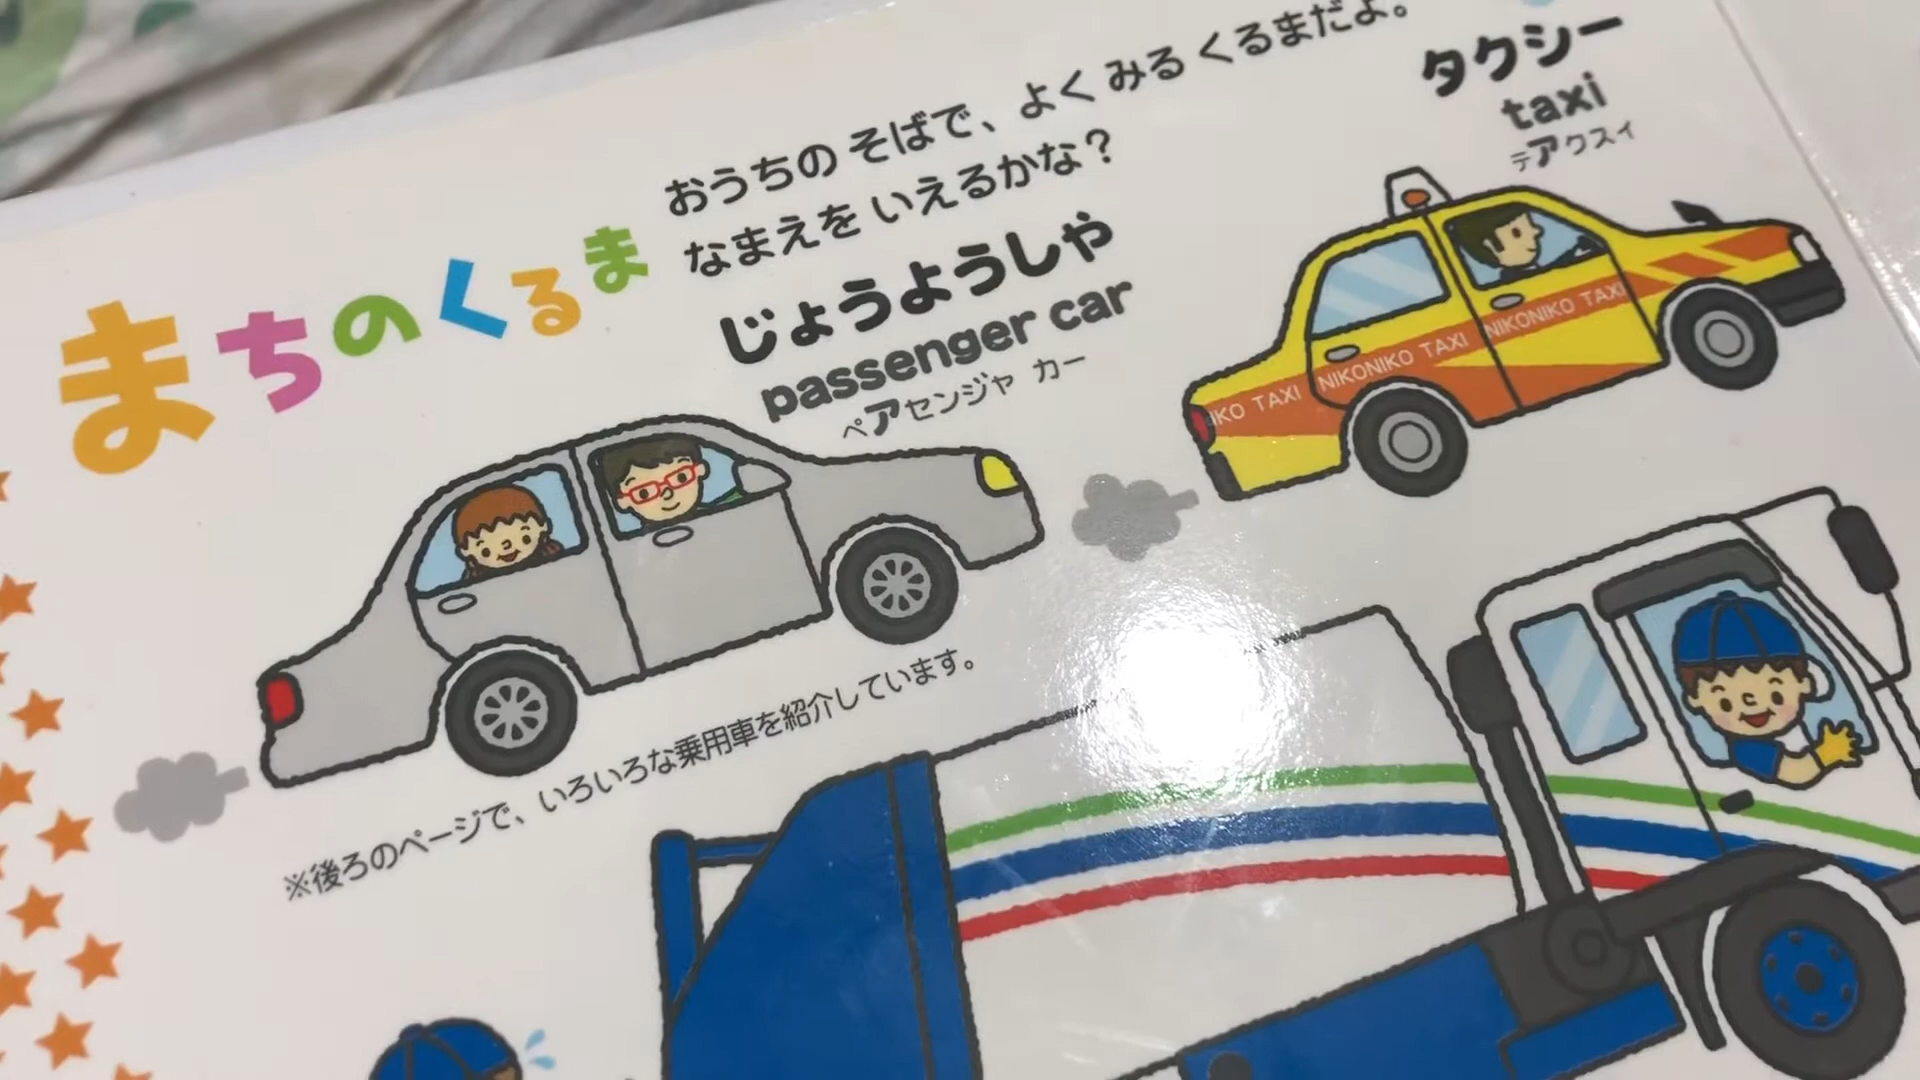 まちのくるま
おうちの そばで、よく みる くるまだよ。
なまえを いえるかな?
じょうようしゃ
passenger car
ペアセンジャ カー
※後ろのページで、いろいろな乗用車を紹介しています。
タクシー
taxi
テアクスィ
IKO TAXI NIKONIKO TAXI NIKONIKO TAXI